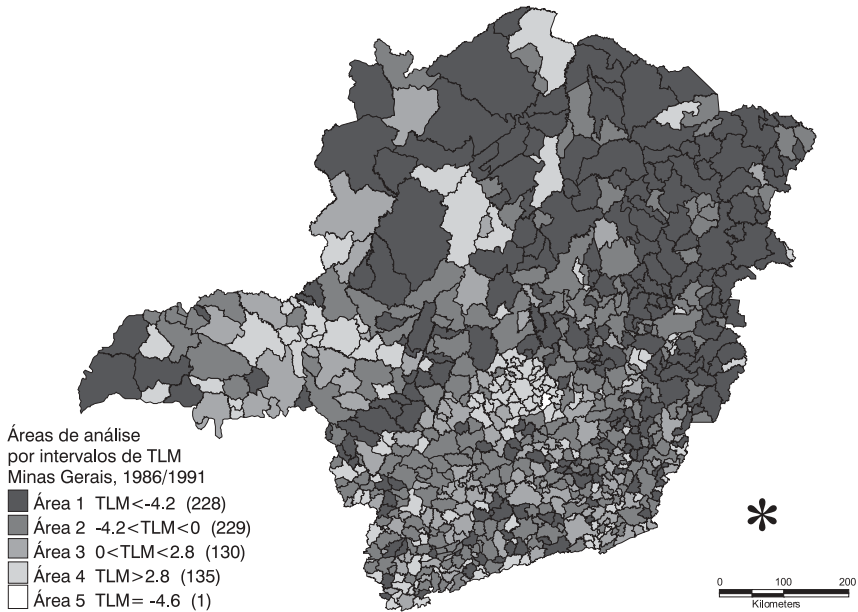 Áreas de análise
por intervalos de TLM
Minas Gerais, 1986/1991
Área 1 TLM<-4.2 (228)
Área 2 -4.2<TLM<0 (229)
Área 3 0<TLM<2.8 (130)
Área 4 TLM>2.8 (135)
Área 5 TLM= -4.6 (1)
*
0 100 200
Kilometers